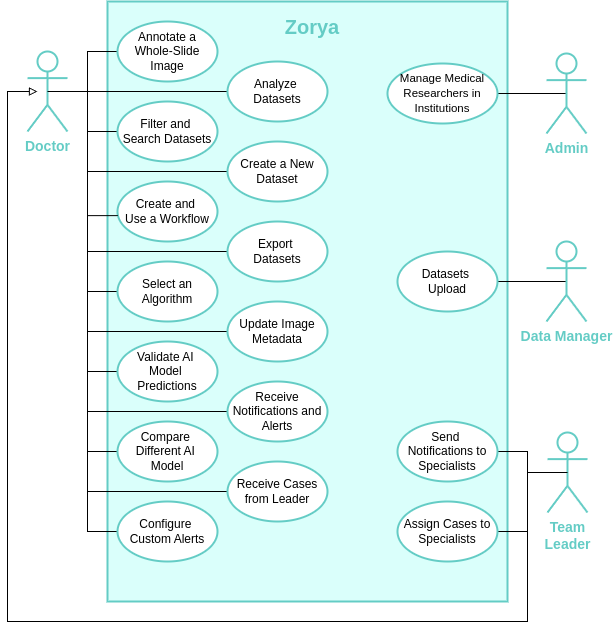 Zorya
Annotate a
Whole-Slide
Image
Analyze
Datasets
Filter and
Search Datasets
Create a New
Dataset
Create and
Use a Workflow
Export
Datasets
Select an
Algorithm
Update Image
Metadata
Validate AI
Model
Predictions
Receive
Notifications and
Alerts
Compare
Different AI
Model
Receive Cases
from Leader
Configure
Custom Alerts
Manage Medical
Researchers in
Institutions
Datasets
Upload
Send
Notifications to
Specialists
Assign Cases to
Specialists
Doctor
Admin
Data Manager
Team
Leader